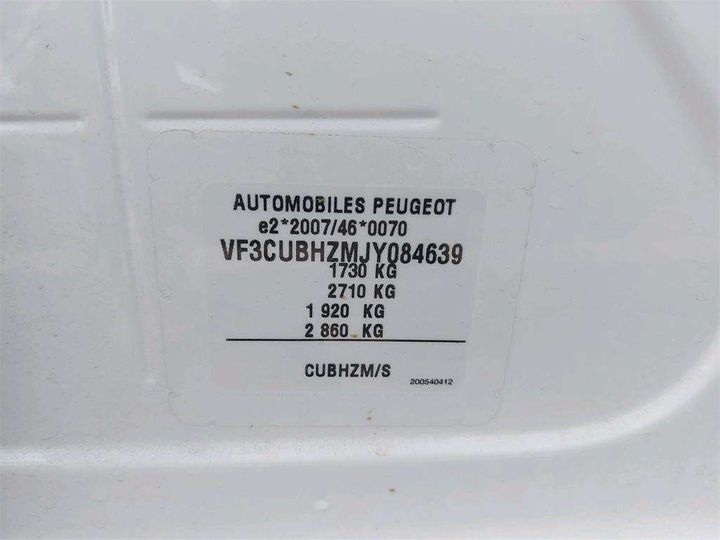 AUTOMOBILES PEUGEOT
e2*2007/46*0070
VF3CUBHZMJY084639
1730 KG
2710 KG
1 920 KG
2 860 KG
CUBHZM/S
200540412